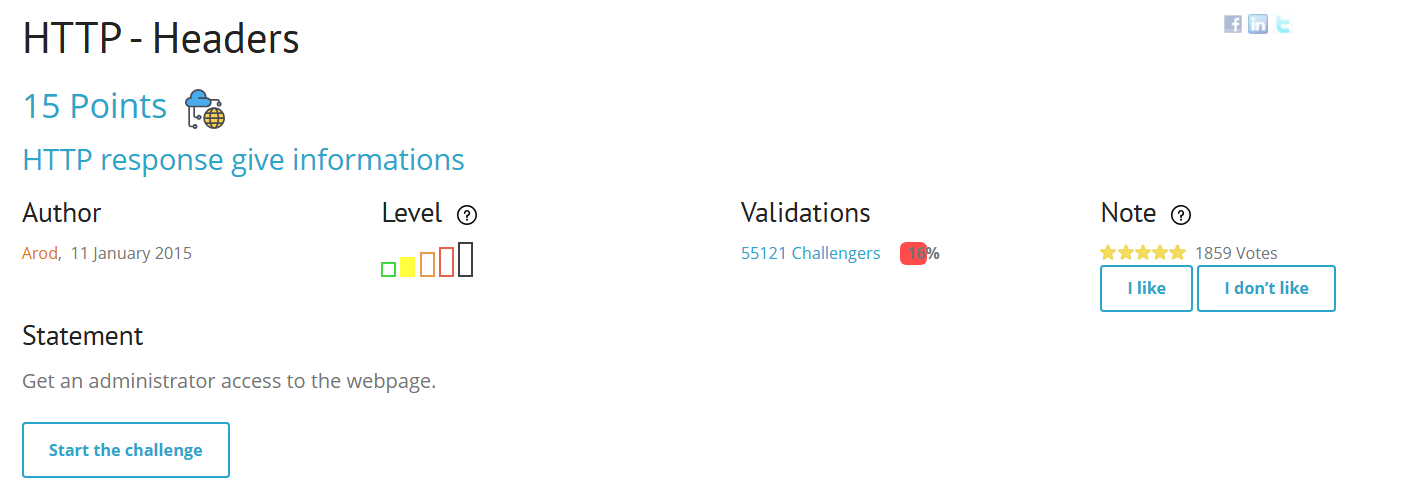 HTTP - Headers
15 Points
HTTP response give informations
Author
Level ?
Validations
Note ?
Arod, 11 January 2015
55121 Challengers 16%
1859 Votes
I like
I don't like
Statement
Get an administrator access to the webpage.
Start the challenge